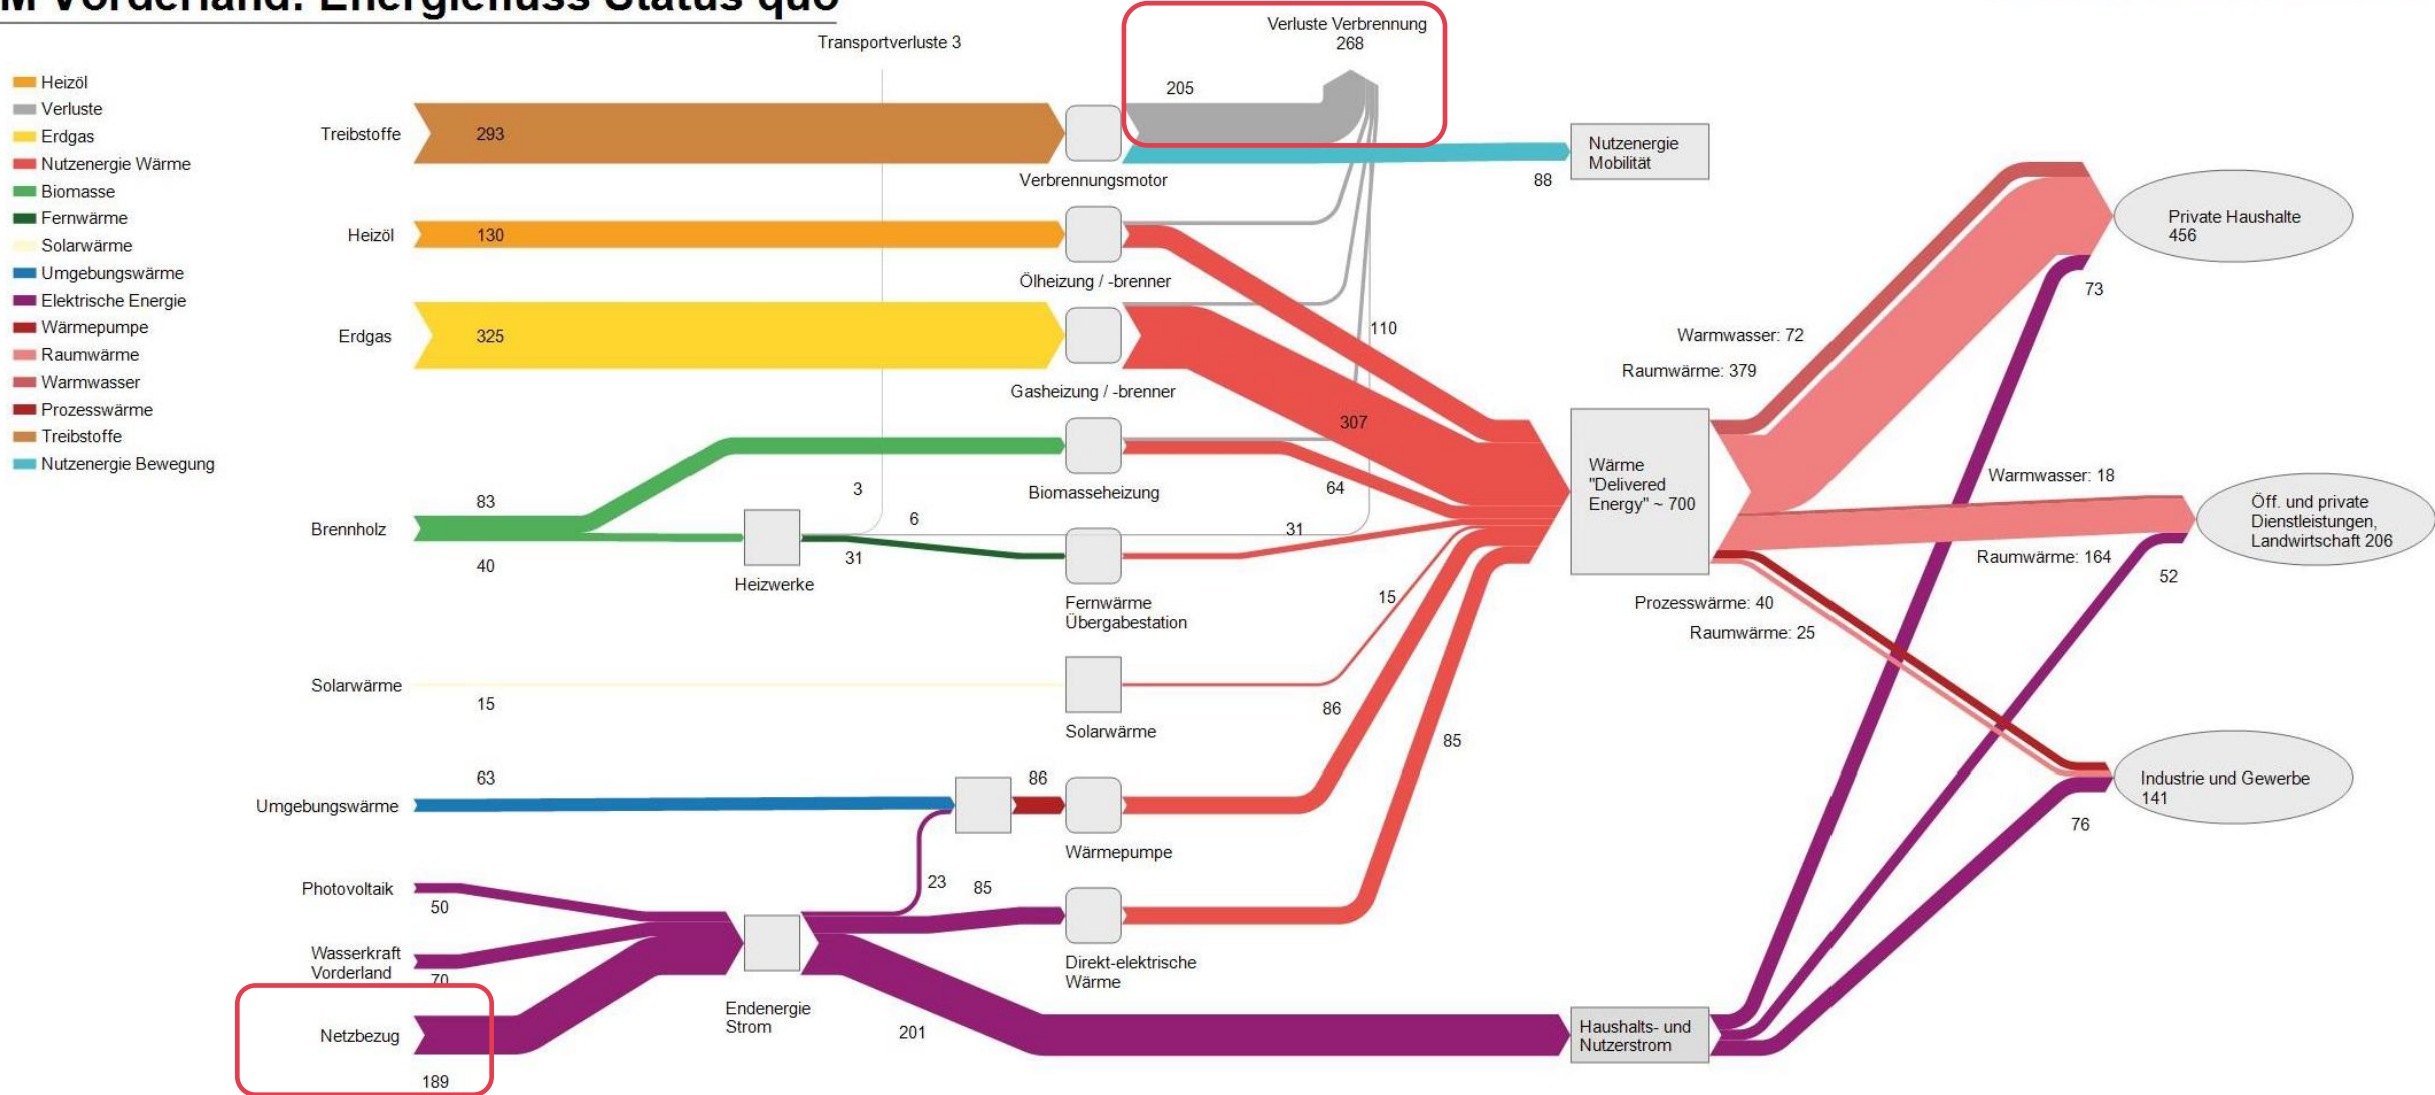 M Vorderland: Energiefluss Status quo
Transportverluste 3
Verluste Verbrennung
268
Heizöl
Verluste
Erdgas
Nutzenergie Wärme
Biomasse
Fernwärme
Solarwärme
Umgebungswärme
Elektrische Energie
Wärmepumpe
Raumwärme
Warmwasser
Prozesswärme
Treibstoffe
Nutzenergie Bewegung
Treibstoffe
293
205
Verbrennungsmotor
Nutzenergie
Mobilität
88
Heizöl
130
Ölheizung / -brenner
110
Erdgas
325
Gasheizung / -brenner
307
Brennholz
83
40
3
6
31
Heizwerke
Biomasseheizung
64
31
Fernwärme
Übergabestation
Solarwärme
15
Solarwärme
15
Umgebungswärme
63
86
Wärmepumpe
86
Photovoltaik
50
Wasserkraft
Vorderland
70
Netzbezug
189
Endenergie
Strom
23
85
Direkt-elektrische
Wärme
85
201
Wärme
"Delivered
Energy" ~ 700
Haushalts- und
Nutzerstrom
Warmwasser: 72
Raumwärme: 379
Private Haushalte
456
73
Warmwasser: 18
Raumwärme: 164
Öff. und private
Dienstleistungen,
Landwirtschaft 206
52
Prozesswärme: 40
Raumwärme: 25
Industrie und Gewerbe
141
76